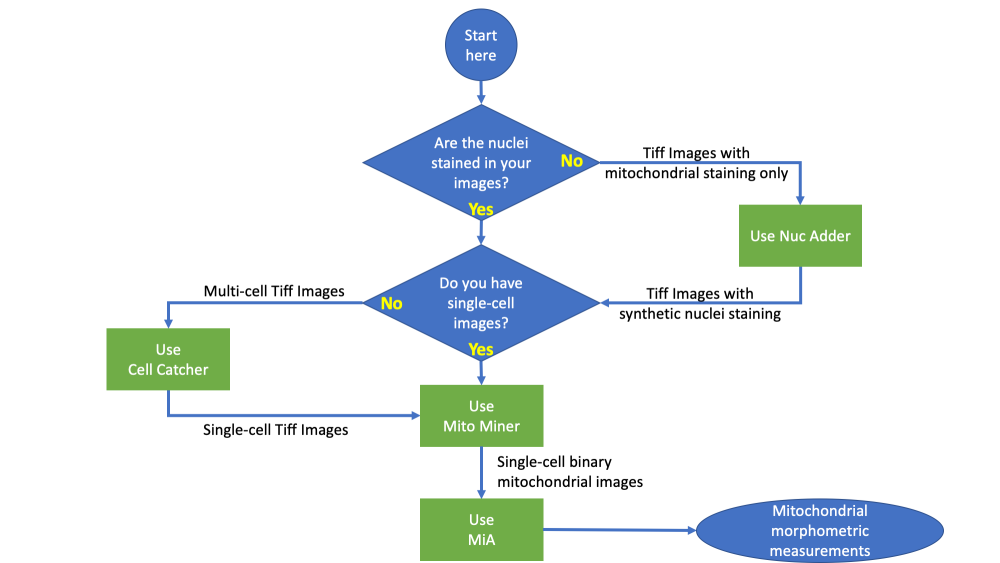 Start
here
Are the nuclei
stained in your
images?
No
Yes
Tiff Images with
mitochondrial staining only
Use Nuc Adder
Tiff Images with
synthetic nuclei staining
Do you have
single-cell
images?
No
Yes
Multi-cell Tiff Images
Use
Cell Catcher
Single-cell Tiff Images
Use
Mito Miner
Single-cell binary
mitochondrial images
Use
MiA
Mitochondrial
morphometric
measurements